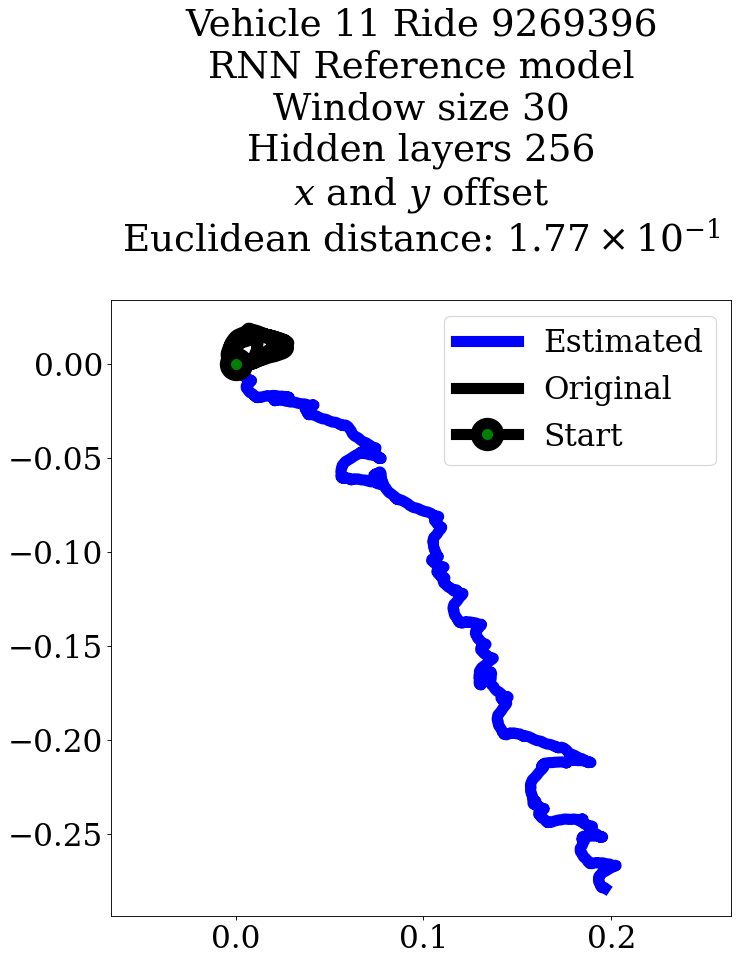 Vehicle 11 Ride 9269396
RNN Reference model
Window size 30
Hidden layers 256
x and y offset
Euclidean distance: 1.77 × 10⁻¹
Estimated
Original
Start
0.00
−0.05
−0.10
−0.15
−0.20
−0.25
0.0 0.1 0.2